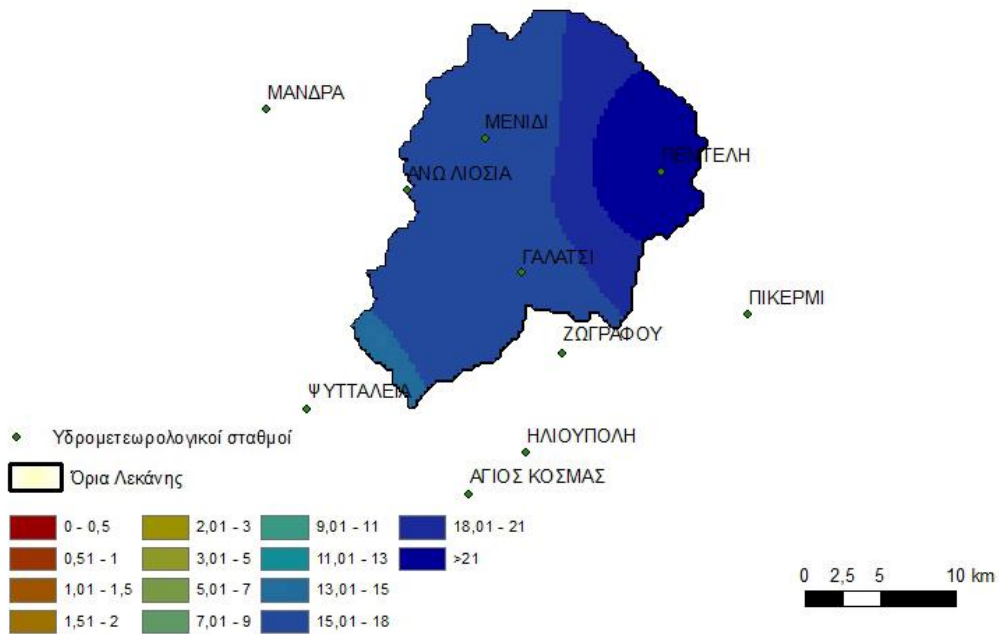 ΜΑΝΔΡΑ
ΜΕΝΙΔΙ
ΠΕΝΤΕΛΗ
ΑΝΩ ΛΙΟΣΙΑ
ΓΑΛΑΤΣΙ
ΠΙΚΕΡΜΙ
ΖΩΓΡΑΦΟΥ
ΨΥΤΤΑΛΕΙΑ
Υδρομετεωρολογικοί σταθμοί
ΗΛΙΟΥΠΟΛΗ
Όρια Λεκάνης
ΑΓΙΟΣ ΚΟΣΜΑΣ
0 - 0,5 2,01 - 3 9,01 - 11 18,01 - 21
0,51 - 1 3,01 - 5 11,01 - 13 >21
1,01 - 1,5 5,01 - 7 13,01 - 15
1,51 - 2 7,01 - 9 15,01 - 18
0 2,5 5 10 km